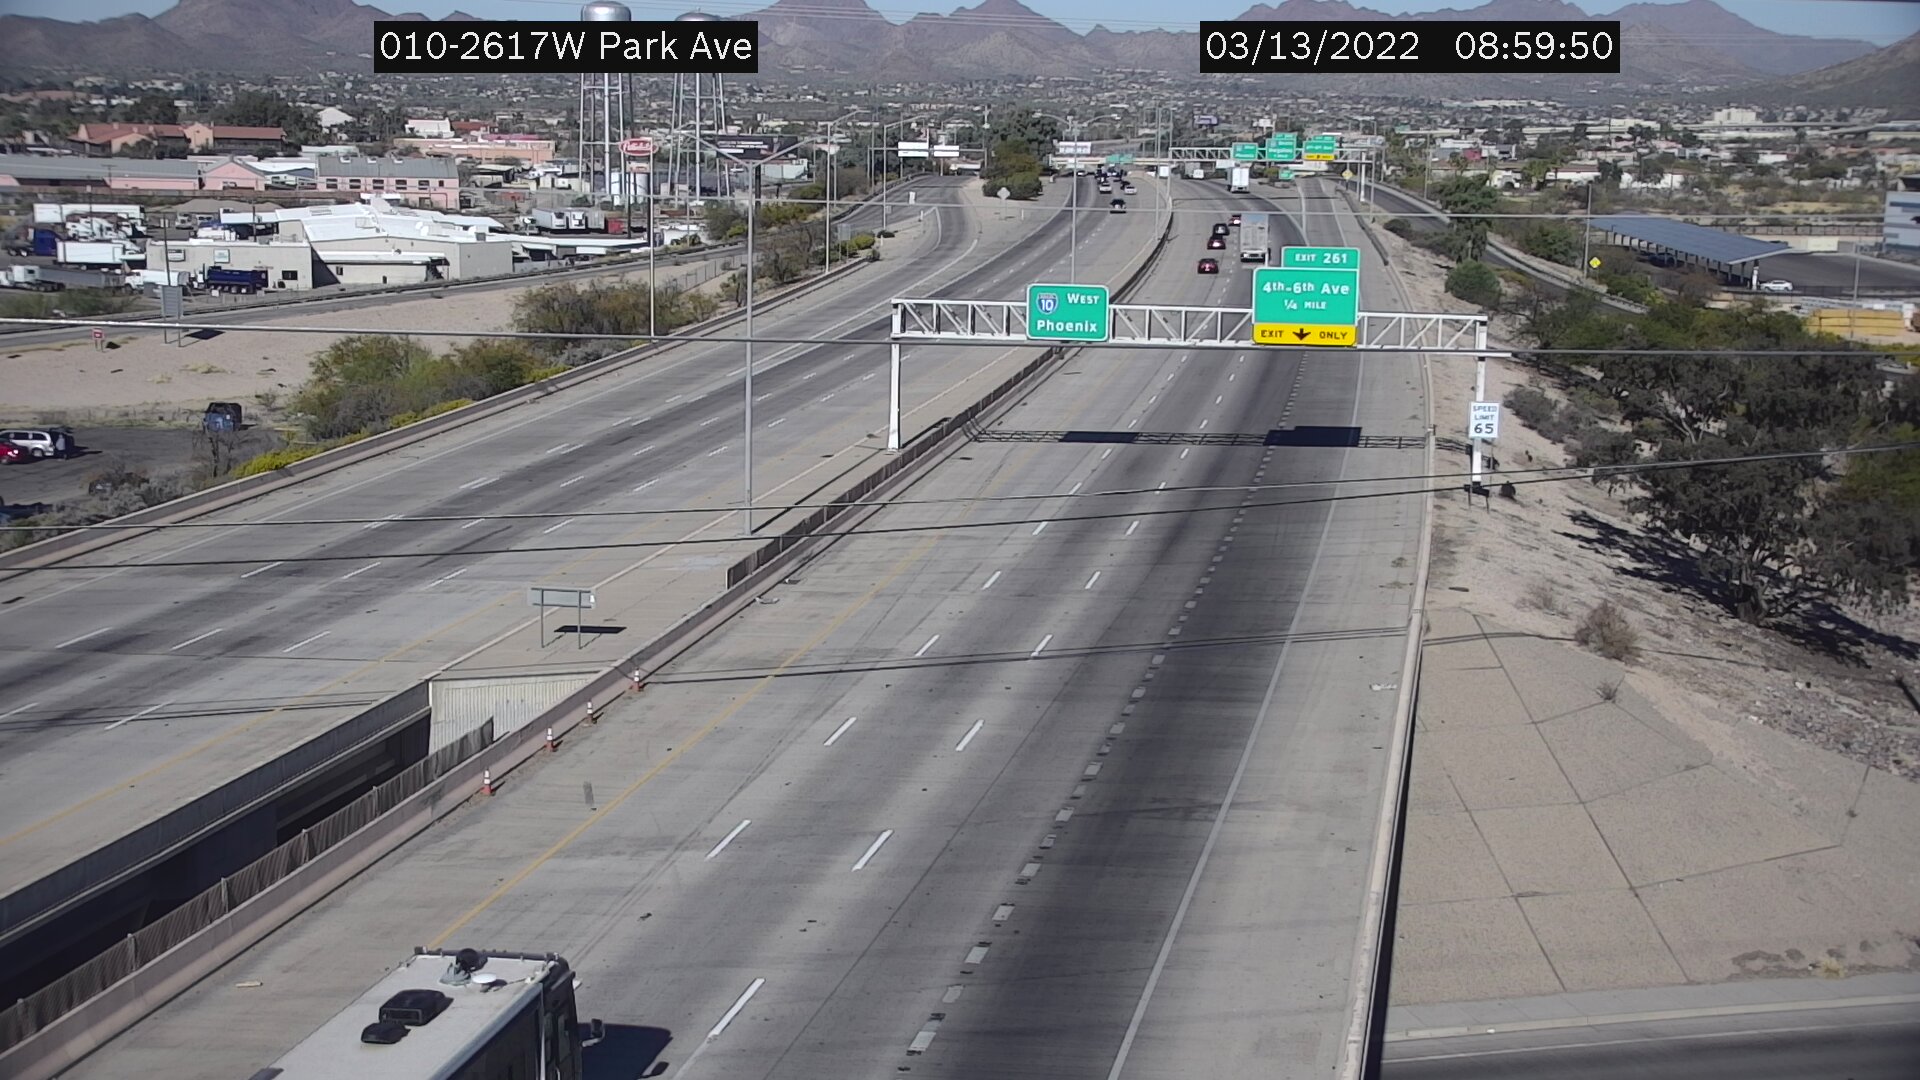 010-2617W Park Ave
03/13/2022 08:59:50
EXIT 261
10 WEST
Phoenix
4th-6th Ave
1/4 MILE
EXIT ONLY
SPEED
LIMIT
65